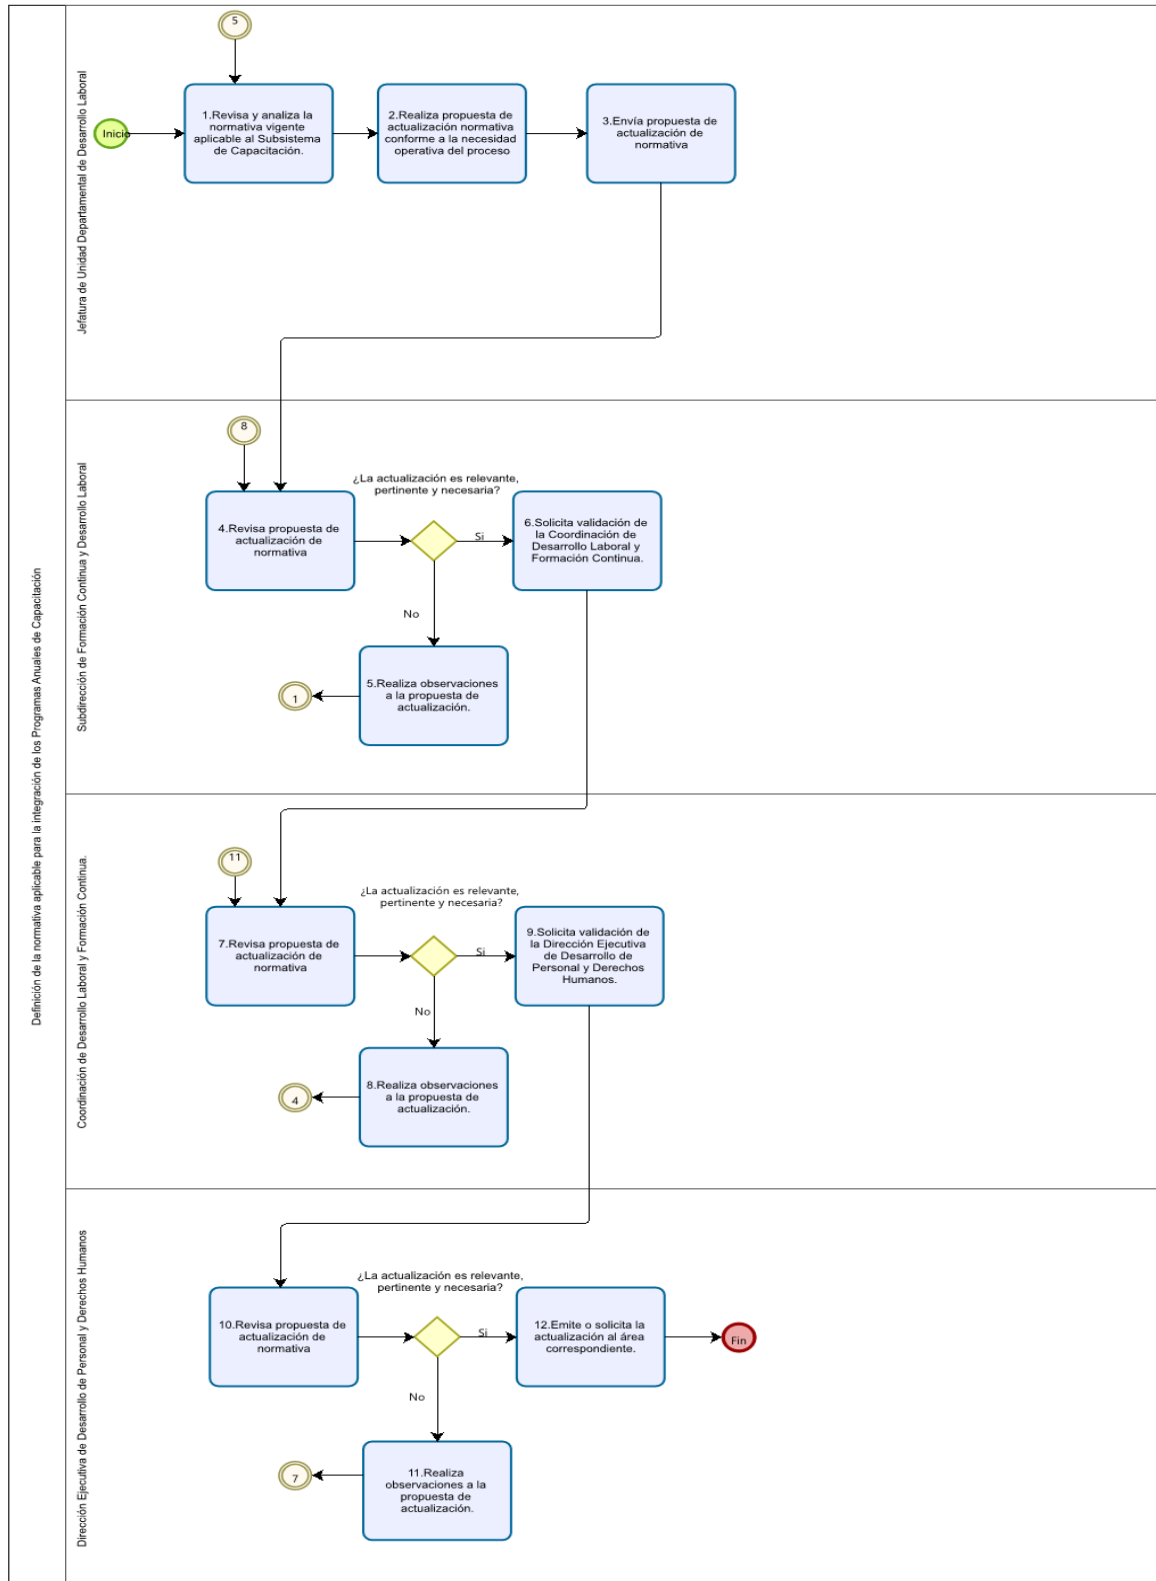 Definición de la normativa aplicable para la integración de los Programas Anuales de Capacitación
Jefatura de Unidad Departamental de Desarrollo Laboral
5
Inicio
1.Revisa y analiza la
normativa vigente
aplicable al Subsistema
de Capacitación.
2.Realiza propuesta de
actualización normativa
conforme a la necesidad
operativa del proceso
3.Envía propuesta de
actualización de
normativa
Subdirección de Formación Continua y Desarrollo Laboral
8
4.Revisa propuesta de
actualización de
normativa
¿La actualización es relevante,
pertinente y necesaria?
Si
6.Solicita validación de
la Coordinación de
Desarrollo Laboral y
Formación Continua.
No
5.Realiza observaciones
a la propuesta de
actualización.
1
Coordinación de Desarrollo Laboral y Formación Continua.
11
7.Revisa propuesta de
actualización de
normativa
¿La actualización es relevante,
pertinente y necesaria?
Si
9.Solicita validación de
la Dirección Ejecutiva
de Desarrollo de
Personal y Derechos
Humanos.
No
8.Realiza observaciones
a la propuesta de
actualización.
4
Dirección Ejecutiva de Desarrollo de Personal y Derechos Humanos
10.Revisa propuesta de
actualización de
normativa
¿La actualización es relevante,
pertinente y necesaria?
Si
12.Emite o solicita la
actualización al área
correspondiente.
Fin
No
11.Realiza
observaciones a la
propuesta de
actualización.
7